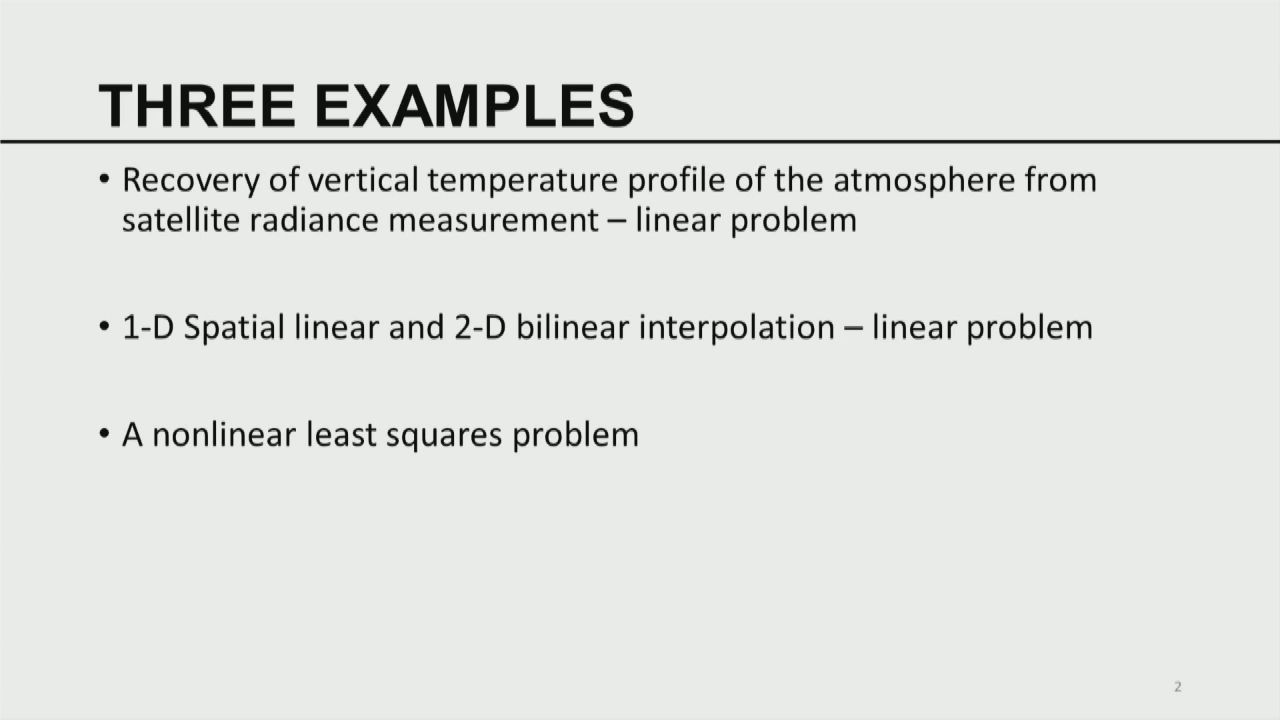 THREE EXAMPLES
• Recovery of vertical temperature profile of the atmosphere from
satellite radiance measurement – linear problem
• 1-D Spatial linear and 2-D bilinear interpolation – linear problem
• A nonlinear least squares problem
2